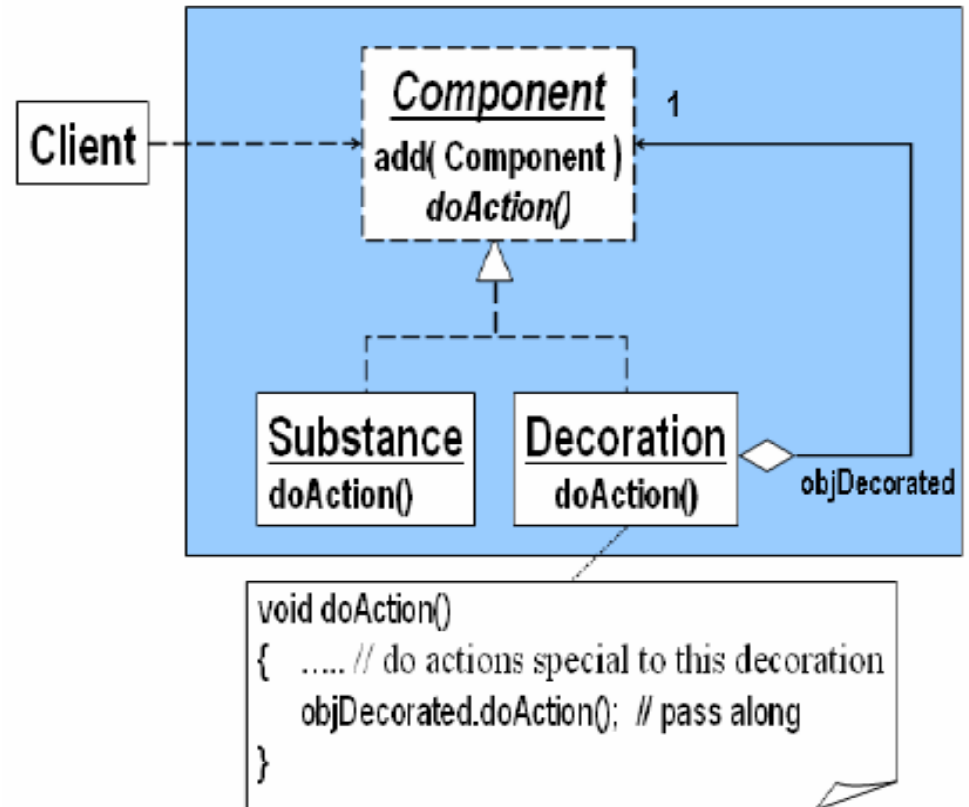 Component
1
Client
add( Component )
doAction()
Substance
doAction()
Decoration
doAction()
objDecorated
void doAction()
{ ..... // do actions special to this decoration
objDecorated.doAction(); // pass along
}